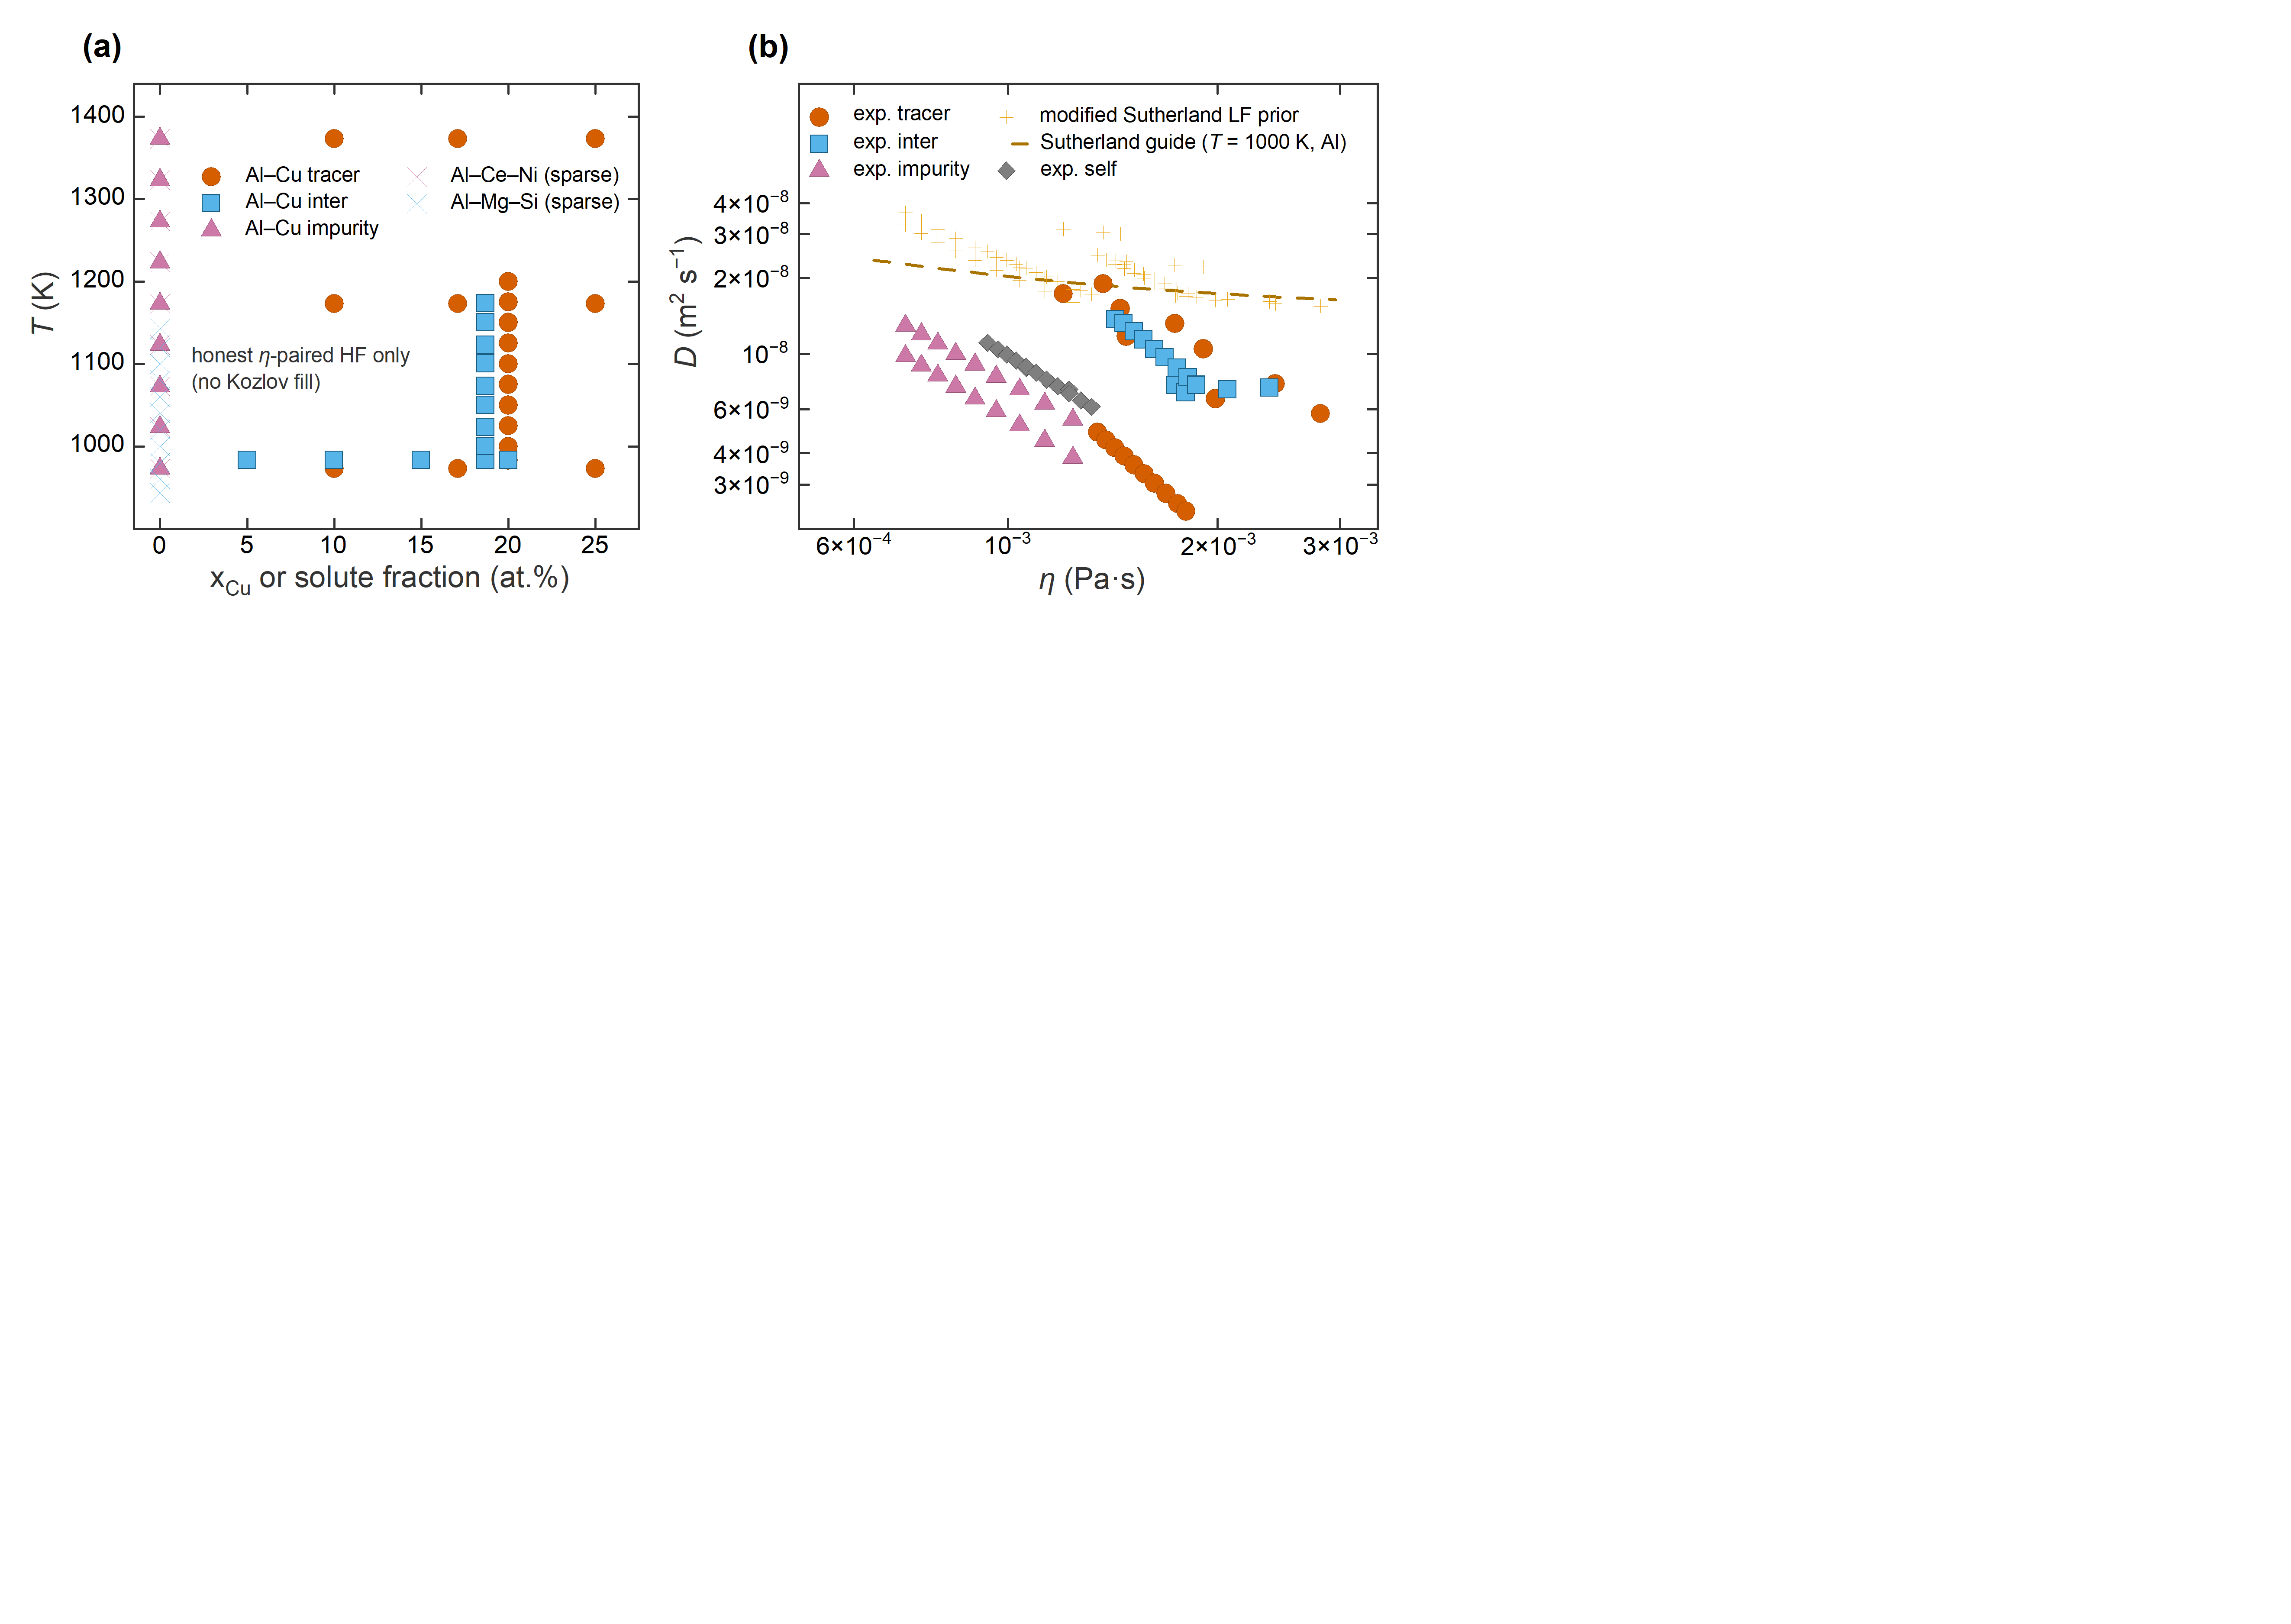 (a)
1400
1300
1200
1100
1000
T (K)
Al–Cu tracer
Al–Cu inter
Al–Cu impurity
Al–Ce–Ni (sparse)
Al–Mg–Si (sparse)
honest η-paired HF only
(no Kozlov fill)
0 5 10 15 20 25
x_Cu or solute fraction (at.%)
(b)
exp. tracer
exp. inter
exp. impurity
modified Sutherland LF prior
Sutherland guide (T = 1000 K, Al)
exp. self
4×10⁻⁸
3×10⁻⁸
2×10⁻⁸
10⁻⁸
6×10⁻⁹
4×10⁻⁹
3×10⁻⁹
D (m² s⁻¹)
6×10⁻⁴ 10⁻³ 2×10⁻³ 3×10⁻³
η (Pa·s)